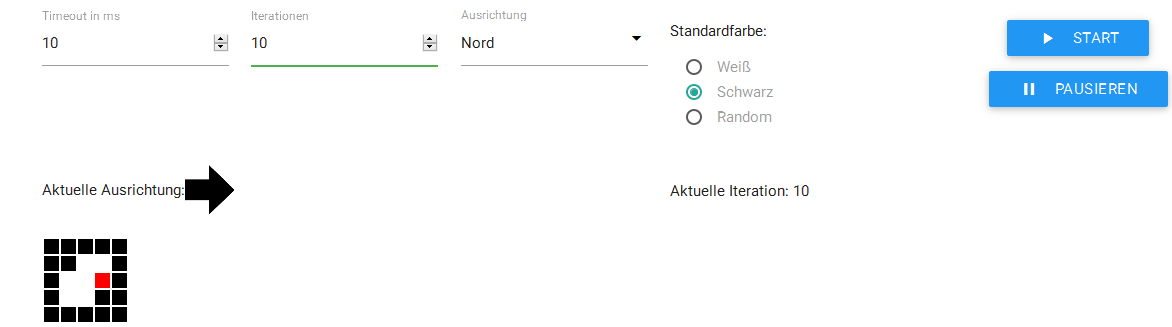 Timeout in ms
10
Iterationen
10
Ausrichtung
Nord
Standardfarbe:
Weiß
Schwarz
Random
START
PAUSIEREN
Aktuelle Ausrichtung:
Aktuelle Iteration: 10